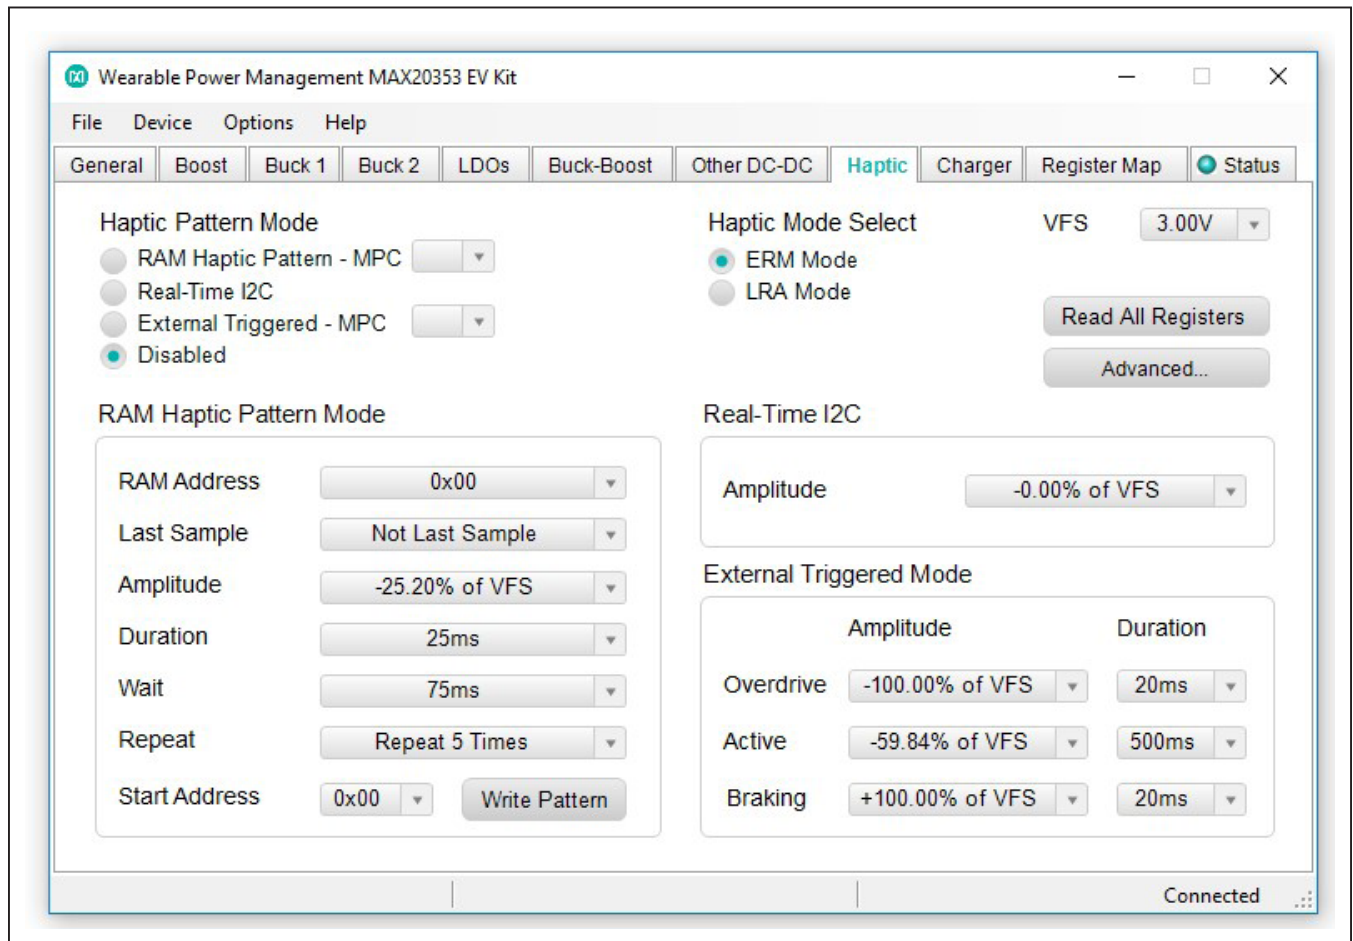 Wearable Power Management MAX20353 EV Kit
File Device Options Help
General Boost Buck 1 Buck 2 LDOs Buck-Boost Other DC-DC Haptic Charger Register Map Status
Haptic Pattern Mode
RAM Haptic Pattern - MPC
Real-Time I2C
External Triggered - MPC
Disabled
Haptic Mode Select
ERM Mode
LRA Mode
VFS 3.00V
Read All Registers
Advanced...
RAM Haptic Pattern Mode
RAM Address 0x00
Last Sample Not Last Sample
Amplitude -25.20% of VFS
Duration 25ms
Wait 75ms
Repeat Repeat 5 Times
Start Address 0x00 Write Pattern
Real-Time I2C
Amplitude -0.00% of VFS
External Triggered Mode
Amplitude Duration
Overdrive -100.00% of VFS 20ms
Active -59.84% of VFS 500ms
Braking +100.00% of VFS 20ms
Connected